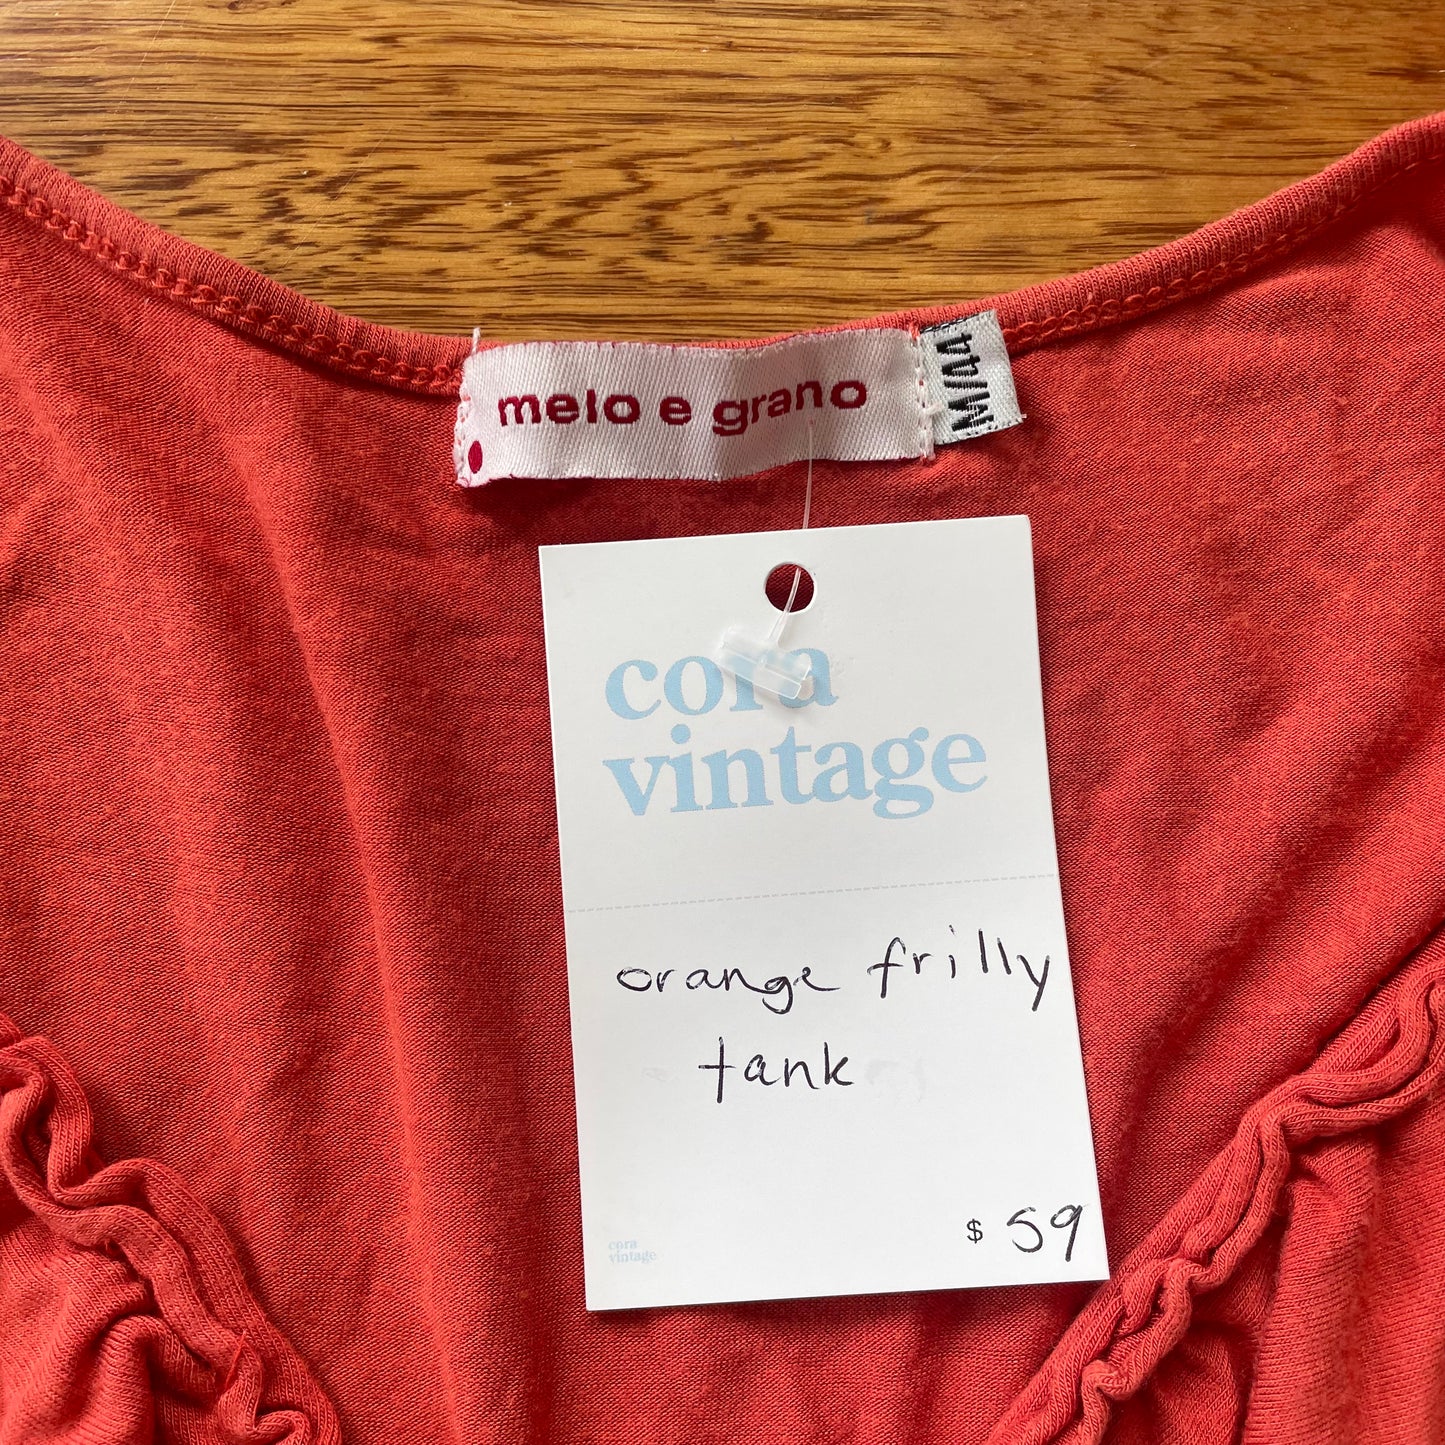 melo e grano
M/44
cora
vintage
orange frilly
tank
$ 59
cora
vintage